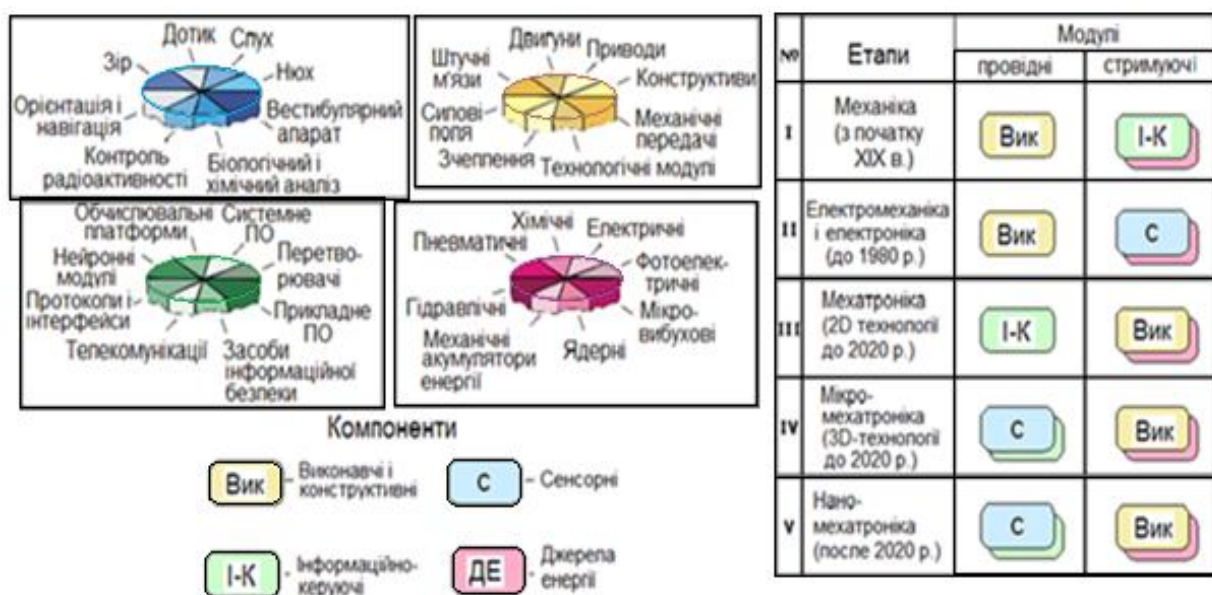 Дотик
Слух
Зір
Нюх
Орієнтація і
навігація
Вестибулярний
апарат
Контроль
радіоактивності
Біологічний і
хімічний аналіз
Двигуни
Приводи
Штучні
м'язи
Конструктиви
Силові
поля
Механічні
передачі
Зчеплення
Технологічні модулі
Обчислювальні
платформи
Системне
ПО
Нейронні
модулі
Перетво-
рювачі
Протоколи і
інтерфейси
Прикладне
ПО
Телекомунікації
Засоби
інформаційної
безпеки
Хімічні
Пневматичні
Електричні
Фотоелек-
тричні
Гідравлічні
Мікро-
вибухові
Механічні
акумулятори
енергії
Ядерні
Компоненти
Вик - Виконавчі і
конструктивні
С - Сенсорні
І-К - Інформаційно-
керуючі
ДЕ - Джерела
енергії
№ Етапи Модулі
провідні стримуючі
I Механіка
(з початку
XIX в.)
Вик І-К
II Електромеханіка
і електроніка
(до 1980 р.)
Вик С
III Мехатроніка
(2D технології
до 2020 р.)
І-К Вик
IV Мікро-
мехатроніка
(3D-технології
до 2020 р.)
С Вик
V Нано-
мехатроніка
(после 2020 р.)
С Вик